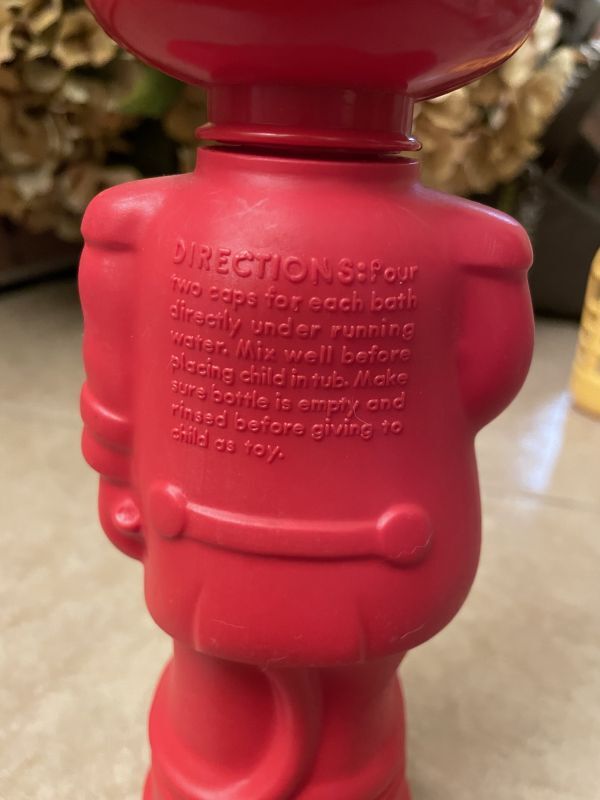 DIRECTIONS: Pour
two caps for each bath
directly under running
water. Mix well before
placing child in tub. Make
sure bottle is empty and
rinsed before giving to
child as toy.